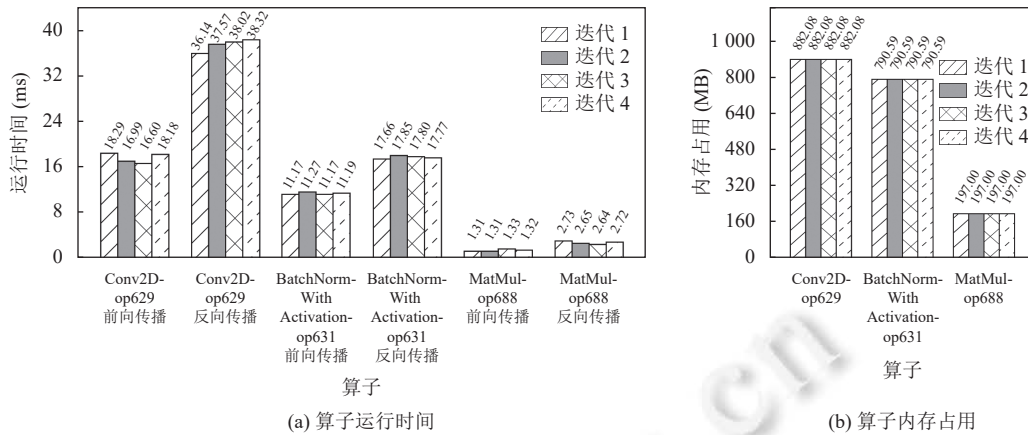 40
32
24
16
8
0
运行时间 (ms)
18.29
16.99
16.60
18.18
36.14
37.57
38.02
38.32
11.17
11.27
11.17
11.19
17.66
17.85
17.80
17.77
1.31
1.31
1.33
1.32
2.73
2.65
2.64
2.72
迭代 1
迭代 2
迭代 3
迭代 4
Conv2D-
op629
前向传播
Conv2D-
op629
反向传播
BatchNorm-
With
Activation-
op631
前向传播
BatchNorm-
With
Activation-
op631
反向传播
MatMul-
op688
前向传播
MatMul-
op688
反向传播
算子
(a) 算子运行时间
1 040
800
640
480
320
160
0
内存占用 (MB)
882.08
882.08
882.08
882.08
790.59
790.59
790.59
790.59
197.00
197.00
197.00
197.00
迭代 1
迭代 2
迭代 3
迭代 4
Conv2D-
op629
BatchNorm-
With
Activation-
op631
MatMul-
op688
算子
(b) 算子内存占用
cn